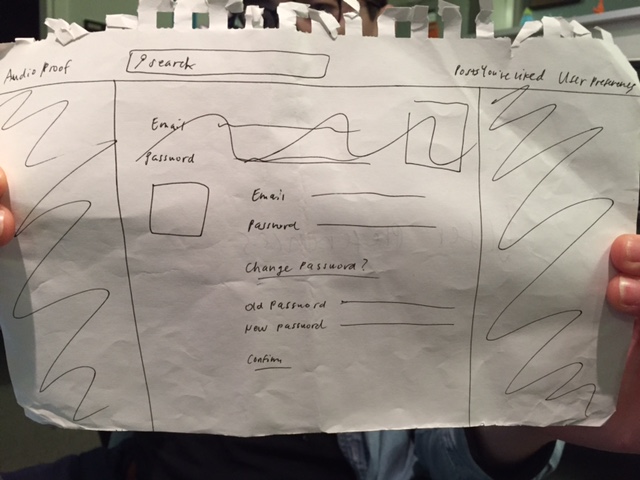 Audio Proof
search
Posts You've Liked
User Preferences
Email
Password
Email
Password
Change Password?
Old Password
New Password
Confirm